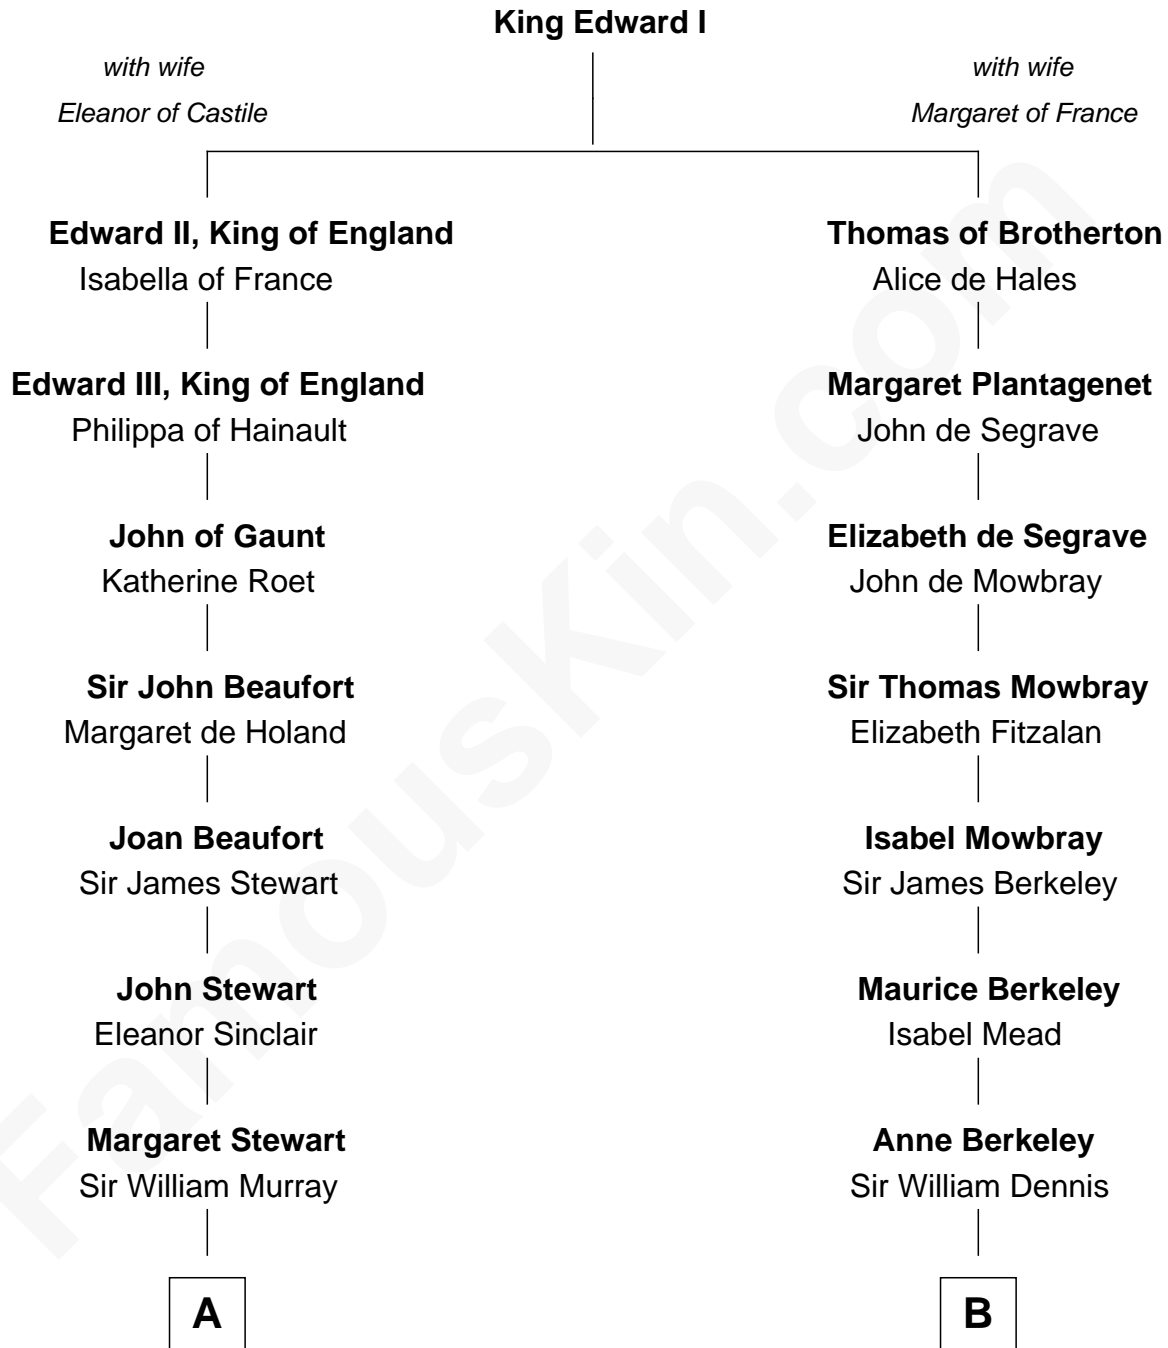 King Edward I
with wife
Eleanor of Castile
with wife
Margaret of France
Edward II, King of England
Isabella of France
Thomas of Brotherton
Alice de Hales
Edward III, King of England
Philippa of Hainault
Margaret Plantagenet
John de Segrave
John of Gaunt
Katherine Roet
Elizabeth de Segrave
John de Mowbray
Sir John Beaufort
Margaret de Holand
Sir Thomas Mowbray
Elizabeth Fitzalan
Joan Beaufort
Sir James Stewart
Isabel Mowbray
Sir James Berkeley
John Stewart
Eleanor Sinclair
Maurice Berkeley
Isabel Mead
Margaret Stewart
Sir William Murray
Anne Berkeley
Sir William Dennis
A
B
FamousKin.com